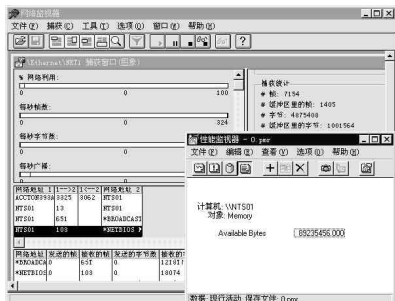 网络监视器
文件(F) 捕获(C) 工具(T) 选项(O) 窗口(W) 帮助(H)
\Ethernet\NET1 捕获窗口(图形)
% 网络利用:
0 0 100
每秒帧数:
0 0 324
每秒字节数:
0
每秒广播:
捕获统计
# 帧: 7154
# 缓冲区里的帧: 1405
# 字节: 4875408
# 缓冲区里的字节: 1001564
网络地址 1 1-->2 1<--2 网络地址 2
3825 3062 NTS01
NTS01 13 NTS01
NTS01 651 *BROADCAST
NTS01 103 *NETBIOS
网络地址 发送的帧 接收的帧 发送的字节数 接收的
*BROADCA 0 651 0
*NETBIOS 0 103 0 18074
性能监视器 - 0.pmr
文件(F) 编辑(E) 查看(V) 选项(O) 帮助(H)
计算机: \\NTS01
对象: Memory
Available Bytes 89235456.000
数据: 现行活动 保存文件: 0.pmr